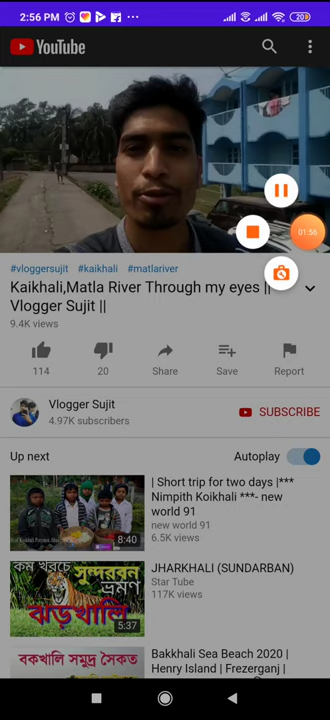 2:56 PM
20
YouTube
01:56
#vloggersujit #kaikhali #matlariver
Kaikhali,Matla River Through my eyes ||
Vlogger Sujit ||
9.4K views
114 20 Share Save Report
Vlogger Sujit
4.97K subscribers
SUBSCRIBE
Up next Autoplay
| Short trip for two days |***
Nimpith Koikhali ***- new
world 91
new world 91
6.5K views
8:40
JHARKHALI (SUNDARBAN)
Star Tube
117K views
কম খরচে
সুন্দরবন
ভ্রমণ
ঝড়খালি
5:37
Bakkhali Sea Beach 2020 |
Henry Island | Frezerganj |
বকখালি সমুদ্র সৈকত